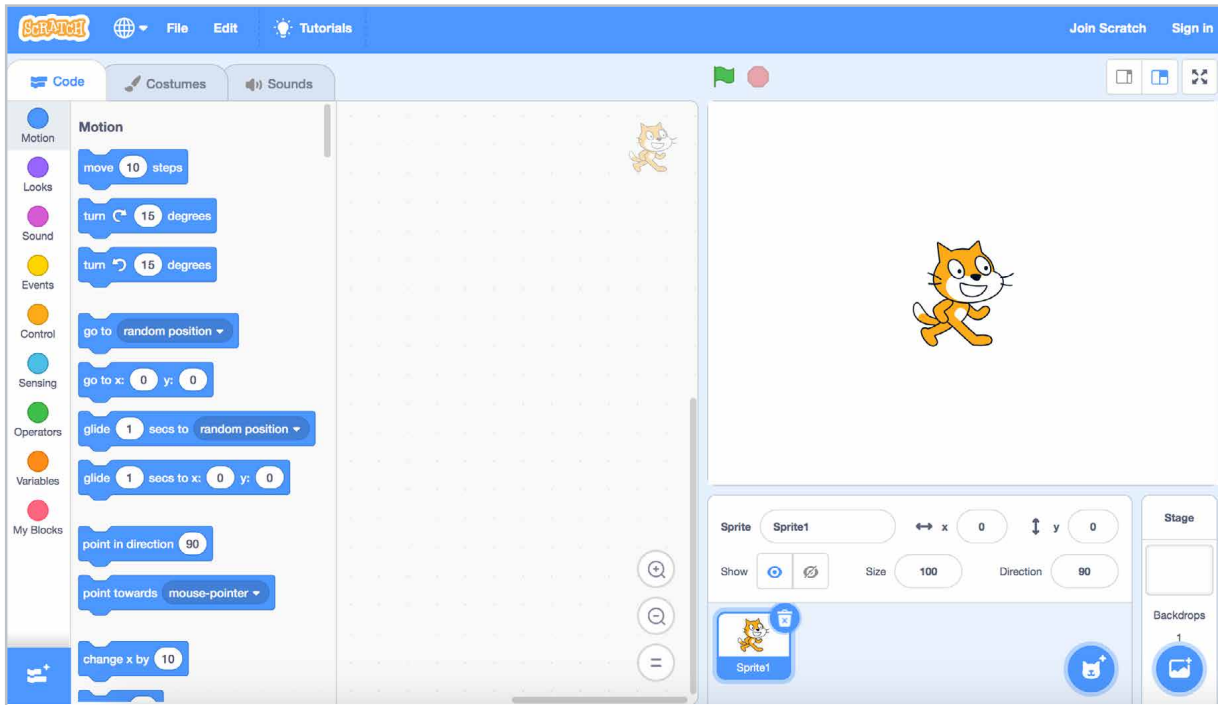 SCRATCH File Edit Tutorials Join Scratch Sign in
Code Costumes Sounds
Motion
Looks
Sound
Events
Control
Sensing
Operators
Variables
My Blocks
Motion
move 10 steps
turn 15 degrees
turn 15 degrees
go to random position
go to x: 0 y: 0
glide 1 secs to random position
glide 1 secs to x: 0 y: 0
point in direction 90
point towards mouse-pointer
change x by 10
Sprite Sprite1 x 0 y 0
Show Size 100 Direction 90
Sprite1
Stage
Backdrops
1